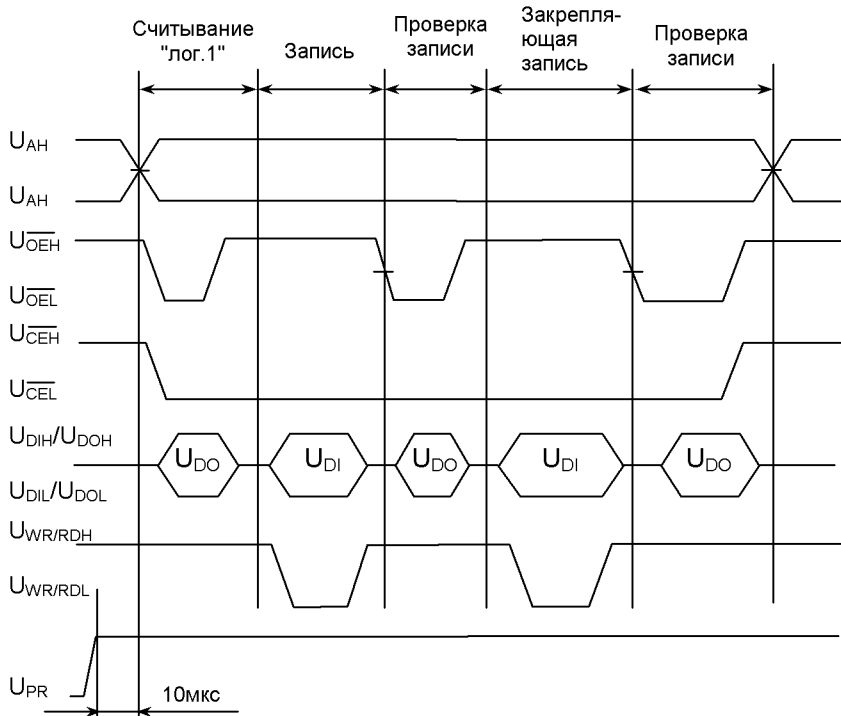 Считывание
"лог.1"
Запись
Проверка
записи
Закрепля-
ющая
запись
Проверка
записи
UAH
UAH
UOEH
UOEL
UCEH
UCEL
UDIH/UDOH
UDO
UDI
UDO
UDI
UDO
UDIL/UDOL
UWR/RDH
UWR/RDL
UPR
10мкс